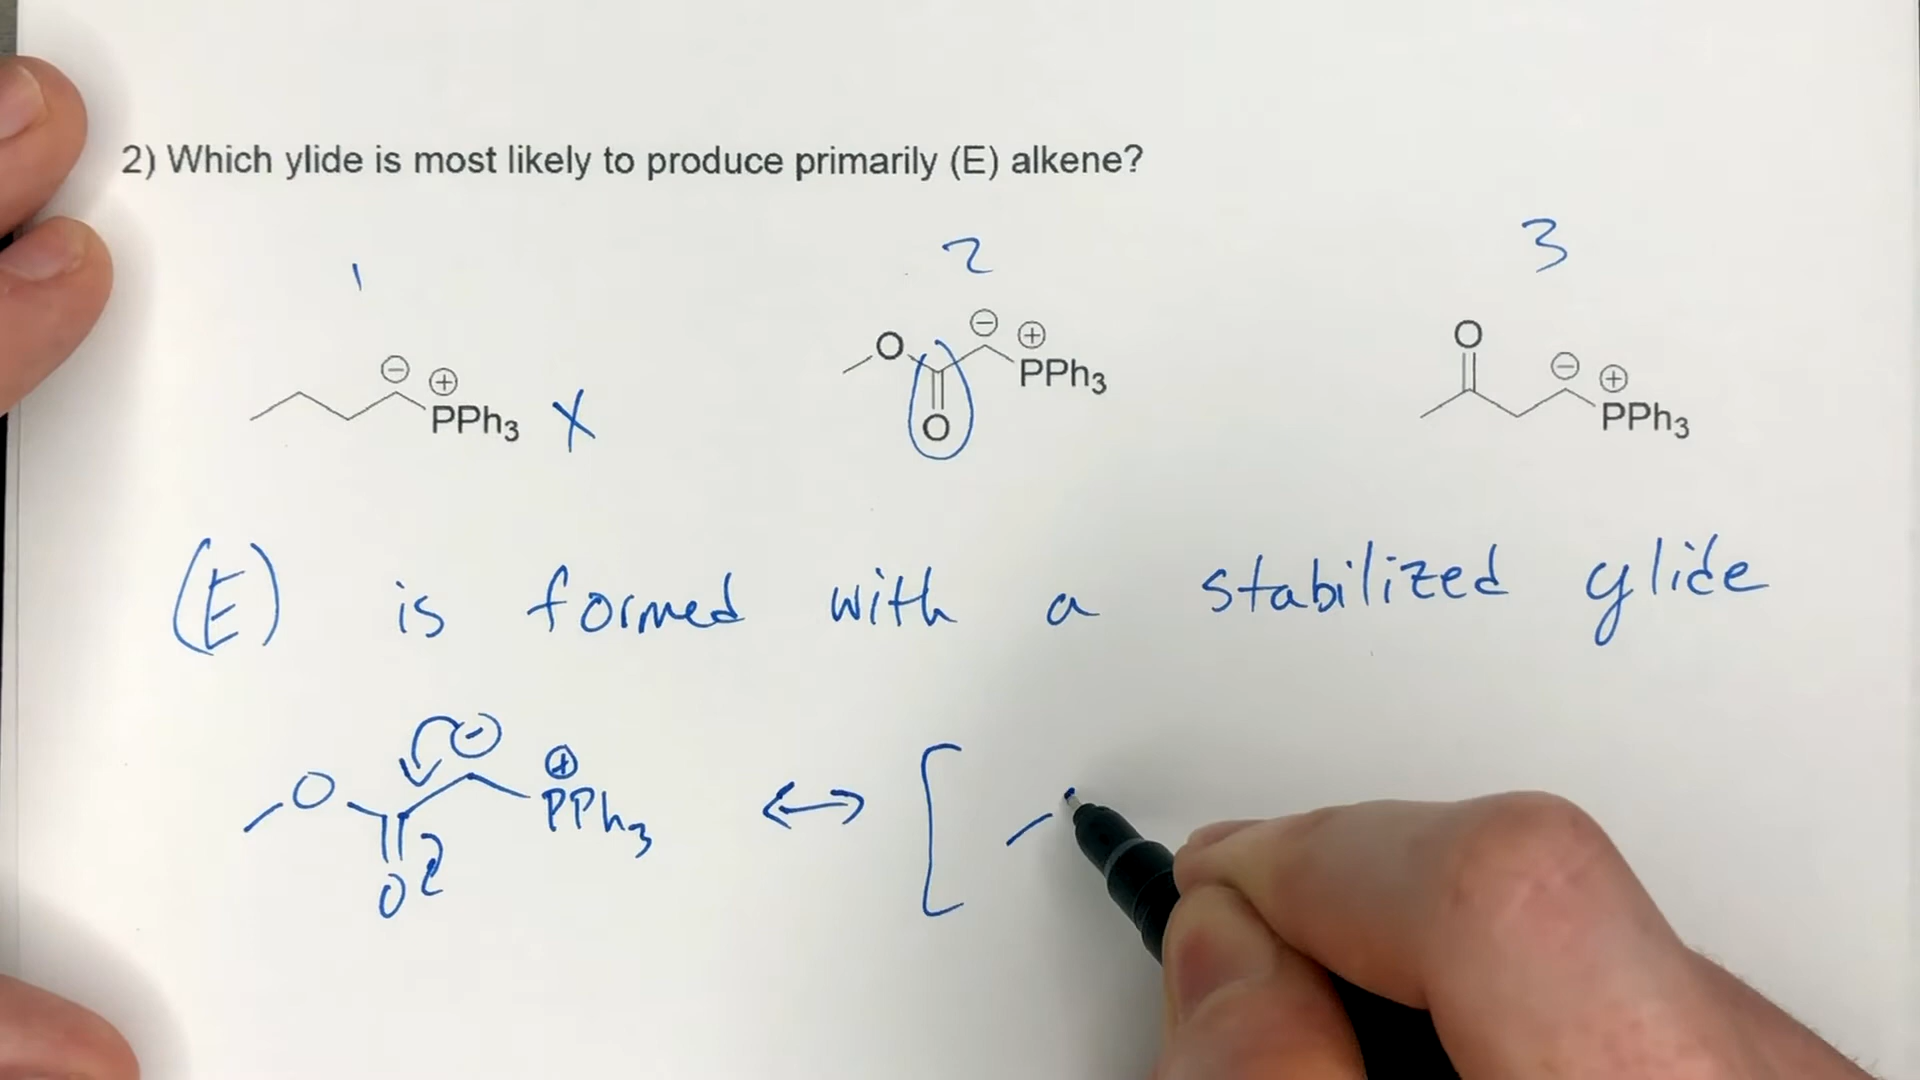 2) Which ylide is most likely to produce primarily (E) alkene?
1 2 3
⊖ ⊕ PPh₃ X
O O ⊖ ⊕ PPh₃
O ⊖ ⊕ PPh₃
(E) is formed with a stabilized ylide
O O ⊖ ⊕ PPh₃ ↔ [